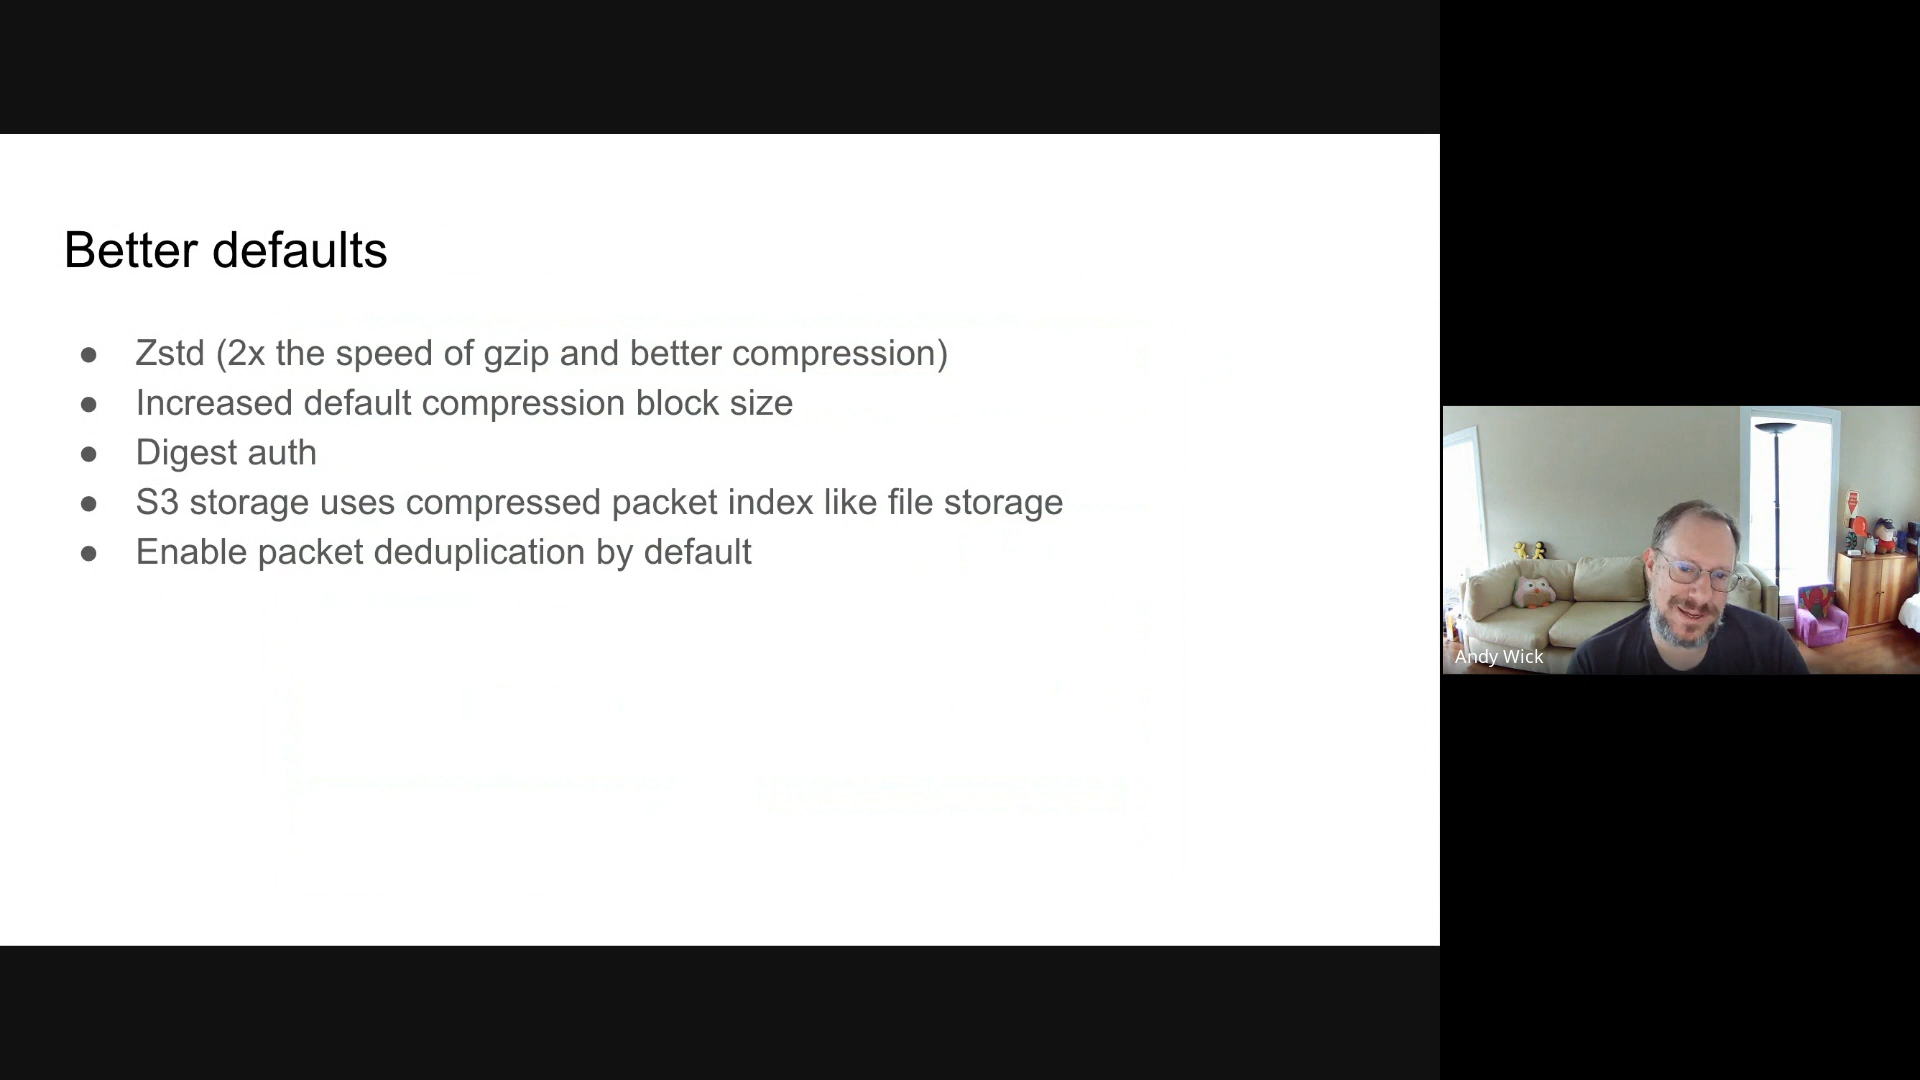 Better defaults
● Zstd (2x the speed of gzip and better compression)
● Increased default compression block size
● Digest auth
● S3 storage uses compressed packet index like file storage
● Enable packet deduplication by default
Andy Wick